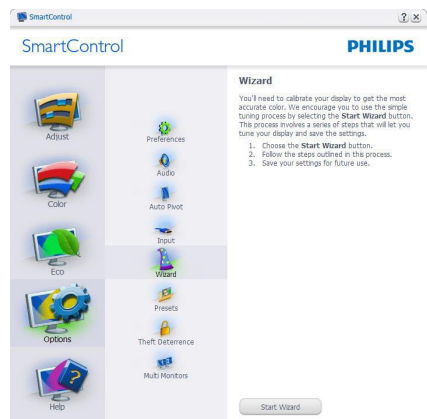 SmartControl
? x
SmartControl
PHILIPS
Adjust
Color
Eco
Options
Help
Preferences
Audio
Auto Pivot
Input
Wizard
Presets
Theft Deterrence
Multi Monitors
Wizard
You'll need to calibrate your display to get the most
accurate color. We encourage you to use the simple
tuning process by selecting the Start Wizard button.
This process involves a series of steps that will let you
tune your display and save the settings.
1. Choose the Start Wizard button.
2. Follow the steps outlined in this process.
3. Save your settings for future use.
Start Wizard